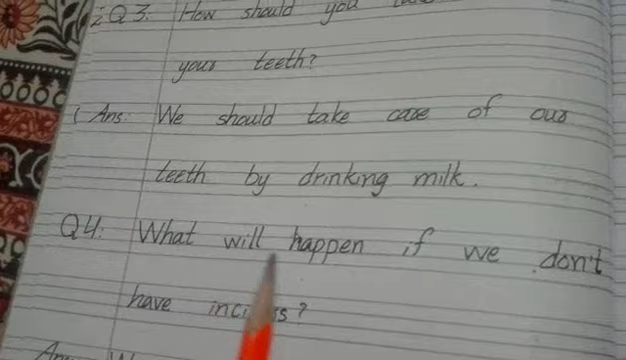 Q3: How should you
your teeth?
Ans: We should take care of our
teeth by drinking milk.
Q4: What will happen if we don't
have ?
Ans: W